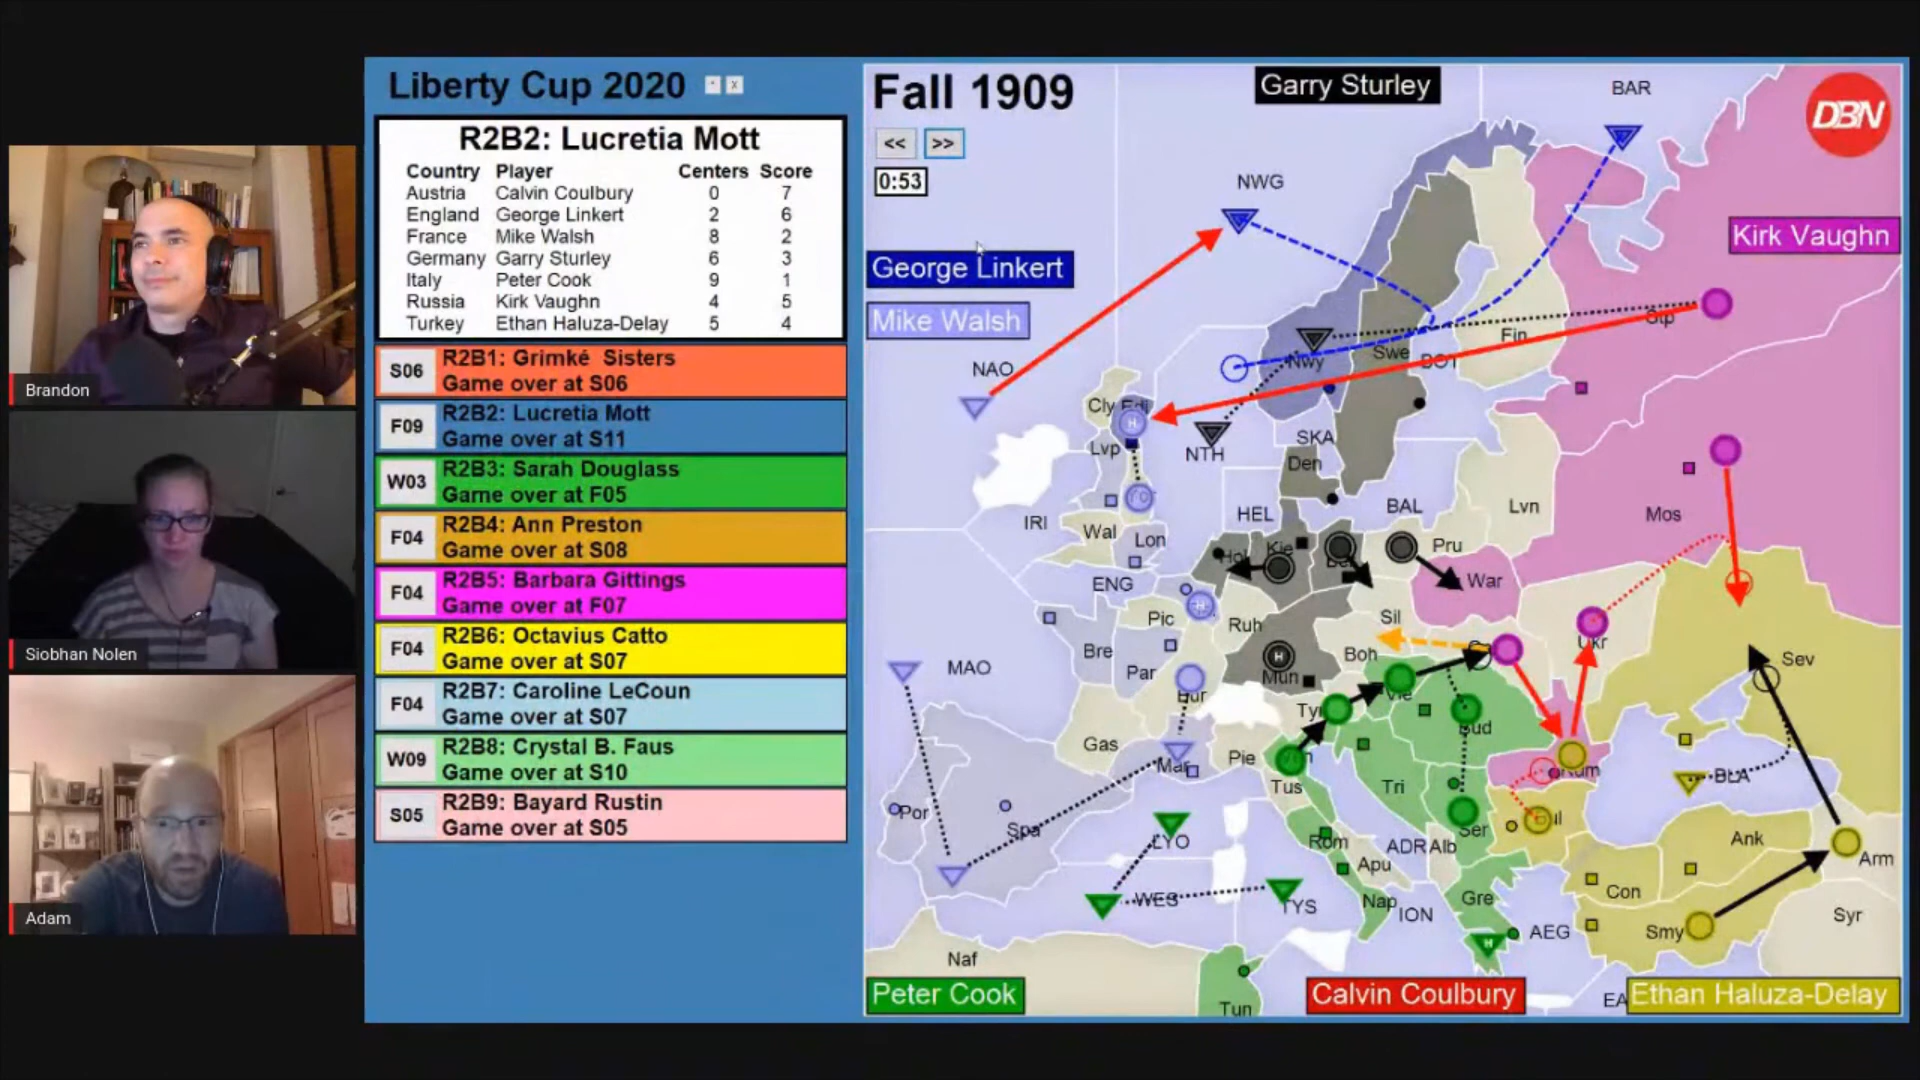 Liberty Cup 2020
R2B2: Lucretia Mott
Country Player Centers Score
Austria Calvin Coulbury 0 7
England George Linkert 2 6
France Mike Walsh 8 2
Germany Garry Sturley 6 3
Italy Peter Cook 9 1
Russia Kirk Vaughn 4 5
Turkey Ethan Haluza-Delay 5 4
S06 R2B1: Grimké Sisters
Game over at S06
F09 R2B2: Lucretia Mott
Game over at S11
W03 R2B3: Sarah Douglass
Game over at F05
F04 R2B4: Ann Preston
Game over at S08
F04 R2B5: Barbara Gittings
Game over at F07
F04 R2B6: Octavius Catto
Game over at S07
F04 R2B7: Caroline LeCoun
Game over at S07
W09 R2B8: Crystal B. Faus
Game over at S10
S05 R2B9: Bayard Rustin
Game over at S05
Brandon
Siobhan Nolen
Adam
Fall 1909
<< >>
0:53
Garry Sturley
BAR
DBN
NWG
Kirk Vaughn
George Linkert
Mike Walsh
Stp
Fin
NAO
Nwy
Swe
BOT
Cly
Edi
SKA
Lvp
NTH
Den
IRI
Wal
Lon
HEL
BAL
Lvn
Mos
Hol
Kie
Pru
ENG
War
Pic
Ruh
Sil
Ukr
Bre
Par
Boh
MAO
Bur
Mun
Sev
Tyr
Vie
Bud
Gas
Mar
Pie
Rum
Tus
Tri
BLA
Por
Spa
Ser
LYO
Rom
ADR
Alb
Ank
Apu
Arm
WES
TYS
Nap
ION
Gre
Con
Syr
AEG
Smy
Naf
Tun
Peter Cook
Calvin Coulbury
EA
Ethan Haluza-Delay
H
H
H
H